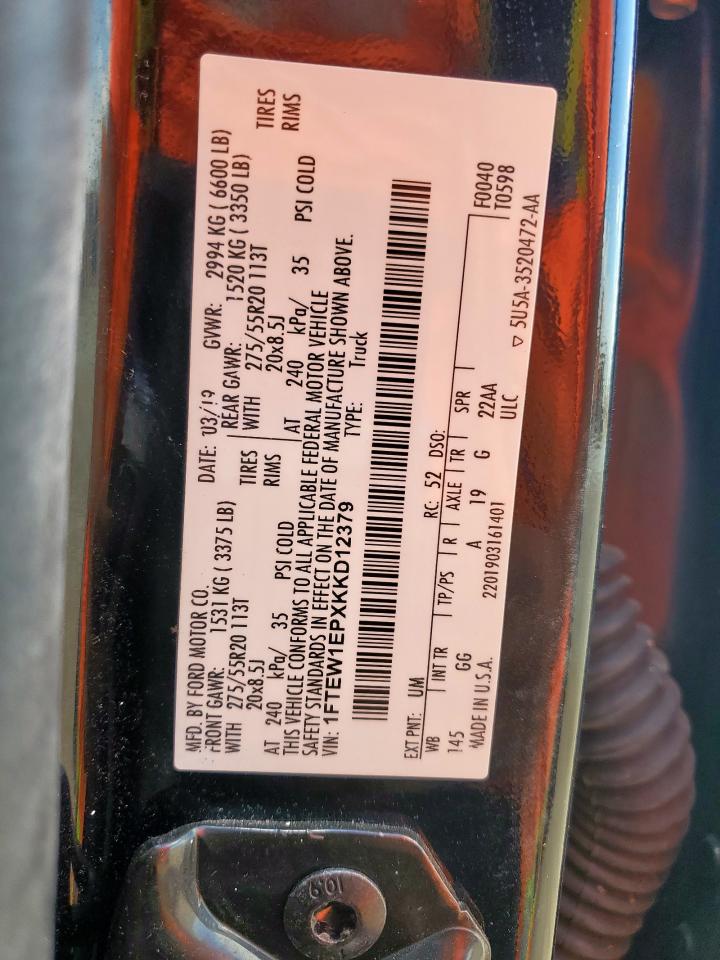 MFD. BY FORD MOTOR CO. DATE: 03/19 GVWR: 2994 KG ( 6600 LB)
FRONT GAWR: 1531 KG ( 3375 LB) REAR GAWR: 1520 KG ( 3350 LB)
WITH 275/55R20 113T TIRES WITH 275/55R20 113T TIRES
20x8.5J RIMS 20x8.5J RIMS
AT 240 kPa/ 35 PSI COLD AT 240 kPa/ 35 PSI COLD
THIS VEHICLE CONFORMS TO ALL APPLICABLE FEDERAL MOTOR VEHICLE
SAFETY STANDARDS IN EFFECT ON THE DATE OF MANUFACTURE SHOWN ABOVE.
VIN: 1FTEW1EPXKKD12379 TYPE: Truck
EXT PNT: UM RC: 52 DSO: F0040
WB INT TR TP/PS R AXLE TR SPR T0598
145 GG A 19 G 22AA
MADE IN U.S.A. 2201903161401 ULC ▽ 5U5A-3520472-AA
10.9